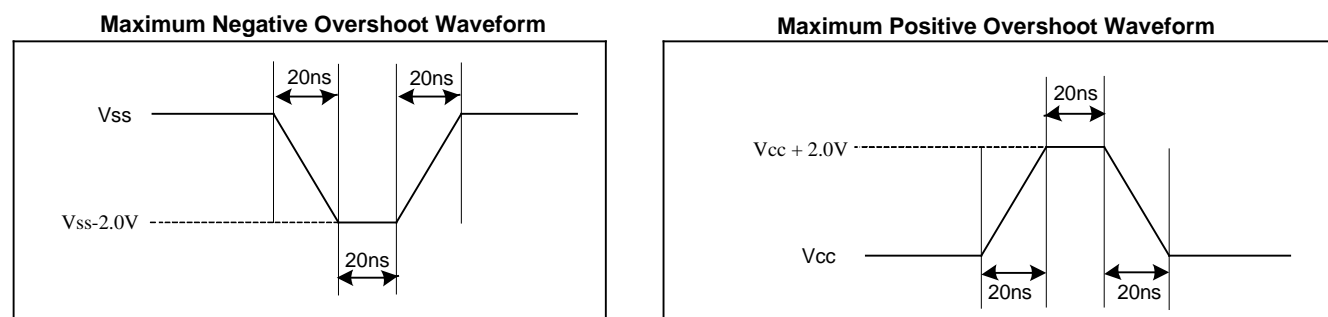 Maximum Negative Overshoot Waveform
20ns
20ns
Vss
Vss-2.0V
20ns
Maximum Positive Overshoot Waveform
20ns
Vcc + 2.0V
Vcc
20ns
20ns